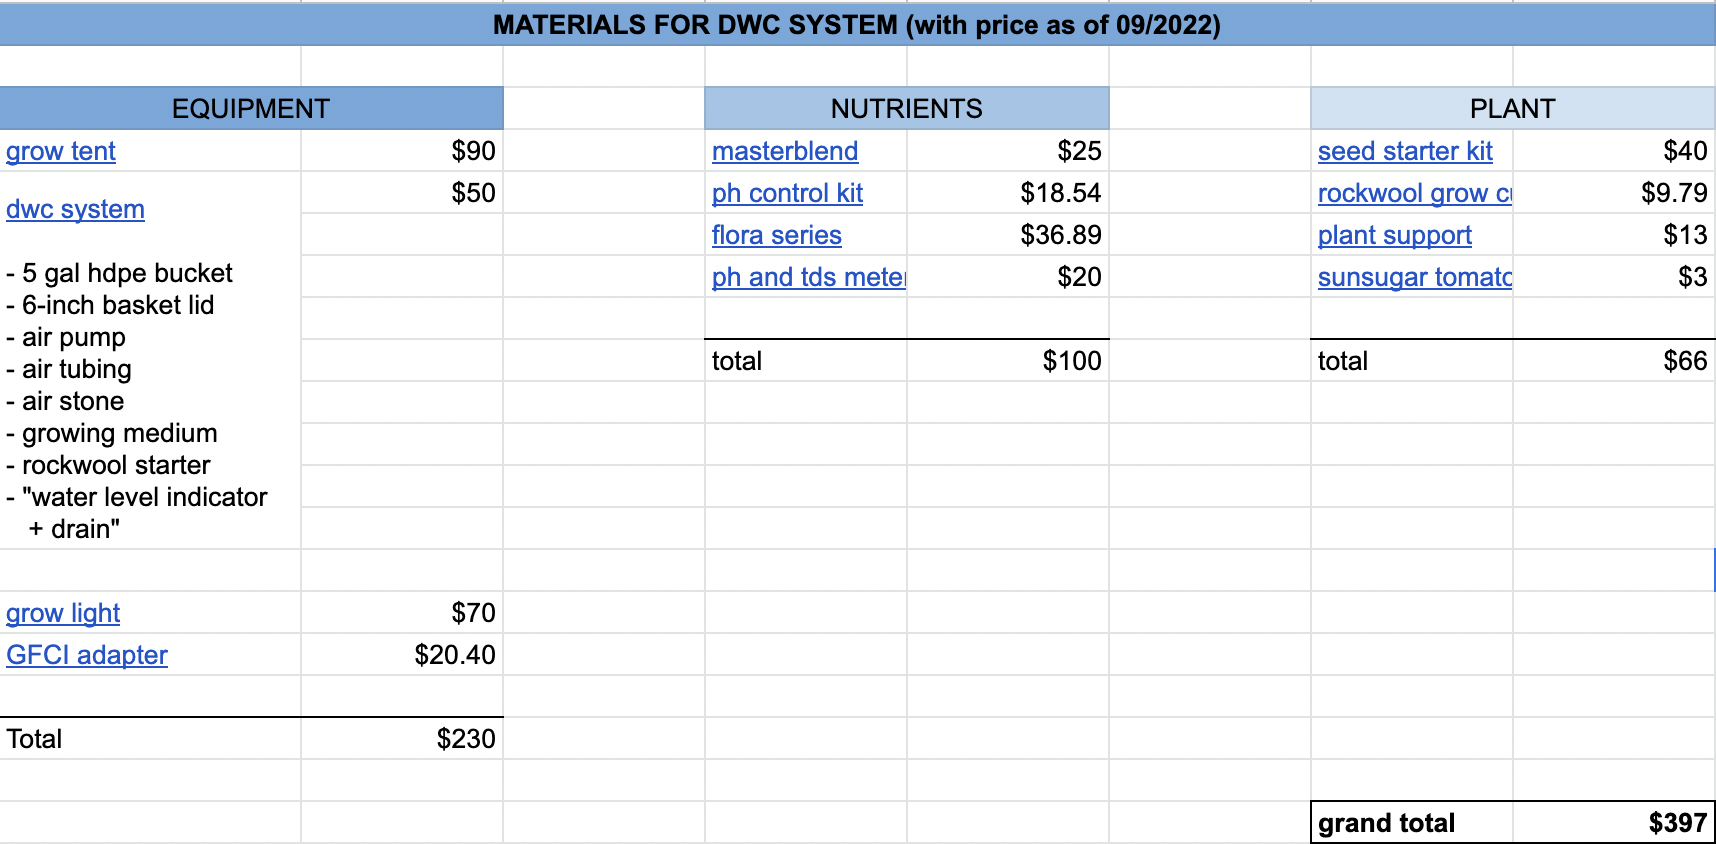 MATERIALS FOR DWC SYSTEM (with price as of 09/2022)
EQUIPMENT
grow tent $90
dwc system $50
- 5 gal hdpe bucket
- 6-inch basket lid
- air pump
- air tubing
- air stone
- growing medium
- rockwool starter
- "water level indicator
+ drain"
grow light $70
GFCI adapter $20.40
Total $230
NUTRIENTS
masterblend $25
ph control kit $18.54
flora series $36.89
ph and tds meter $20
total $100
PLANT
seed starter kit $40
rockwool grow cu $9.79
plant support $13
sunsugar tomato $3
total $66
grand total $397